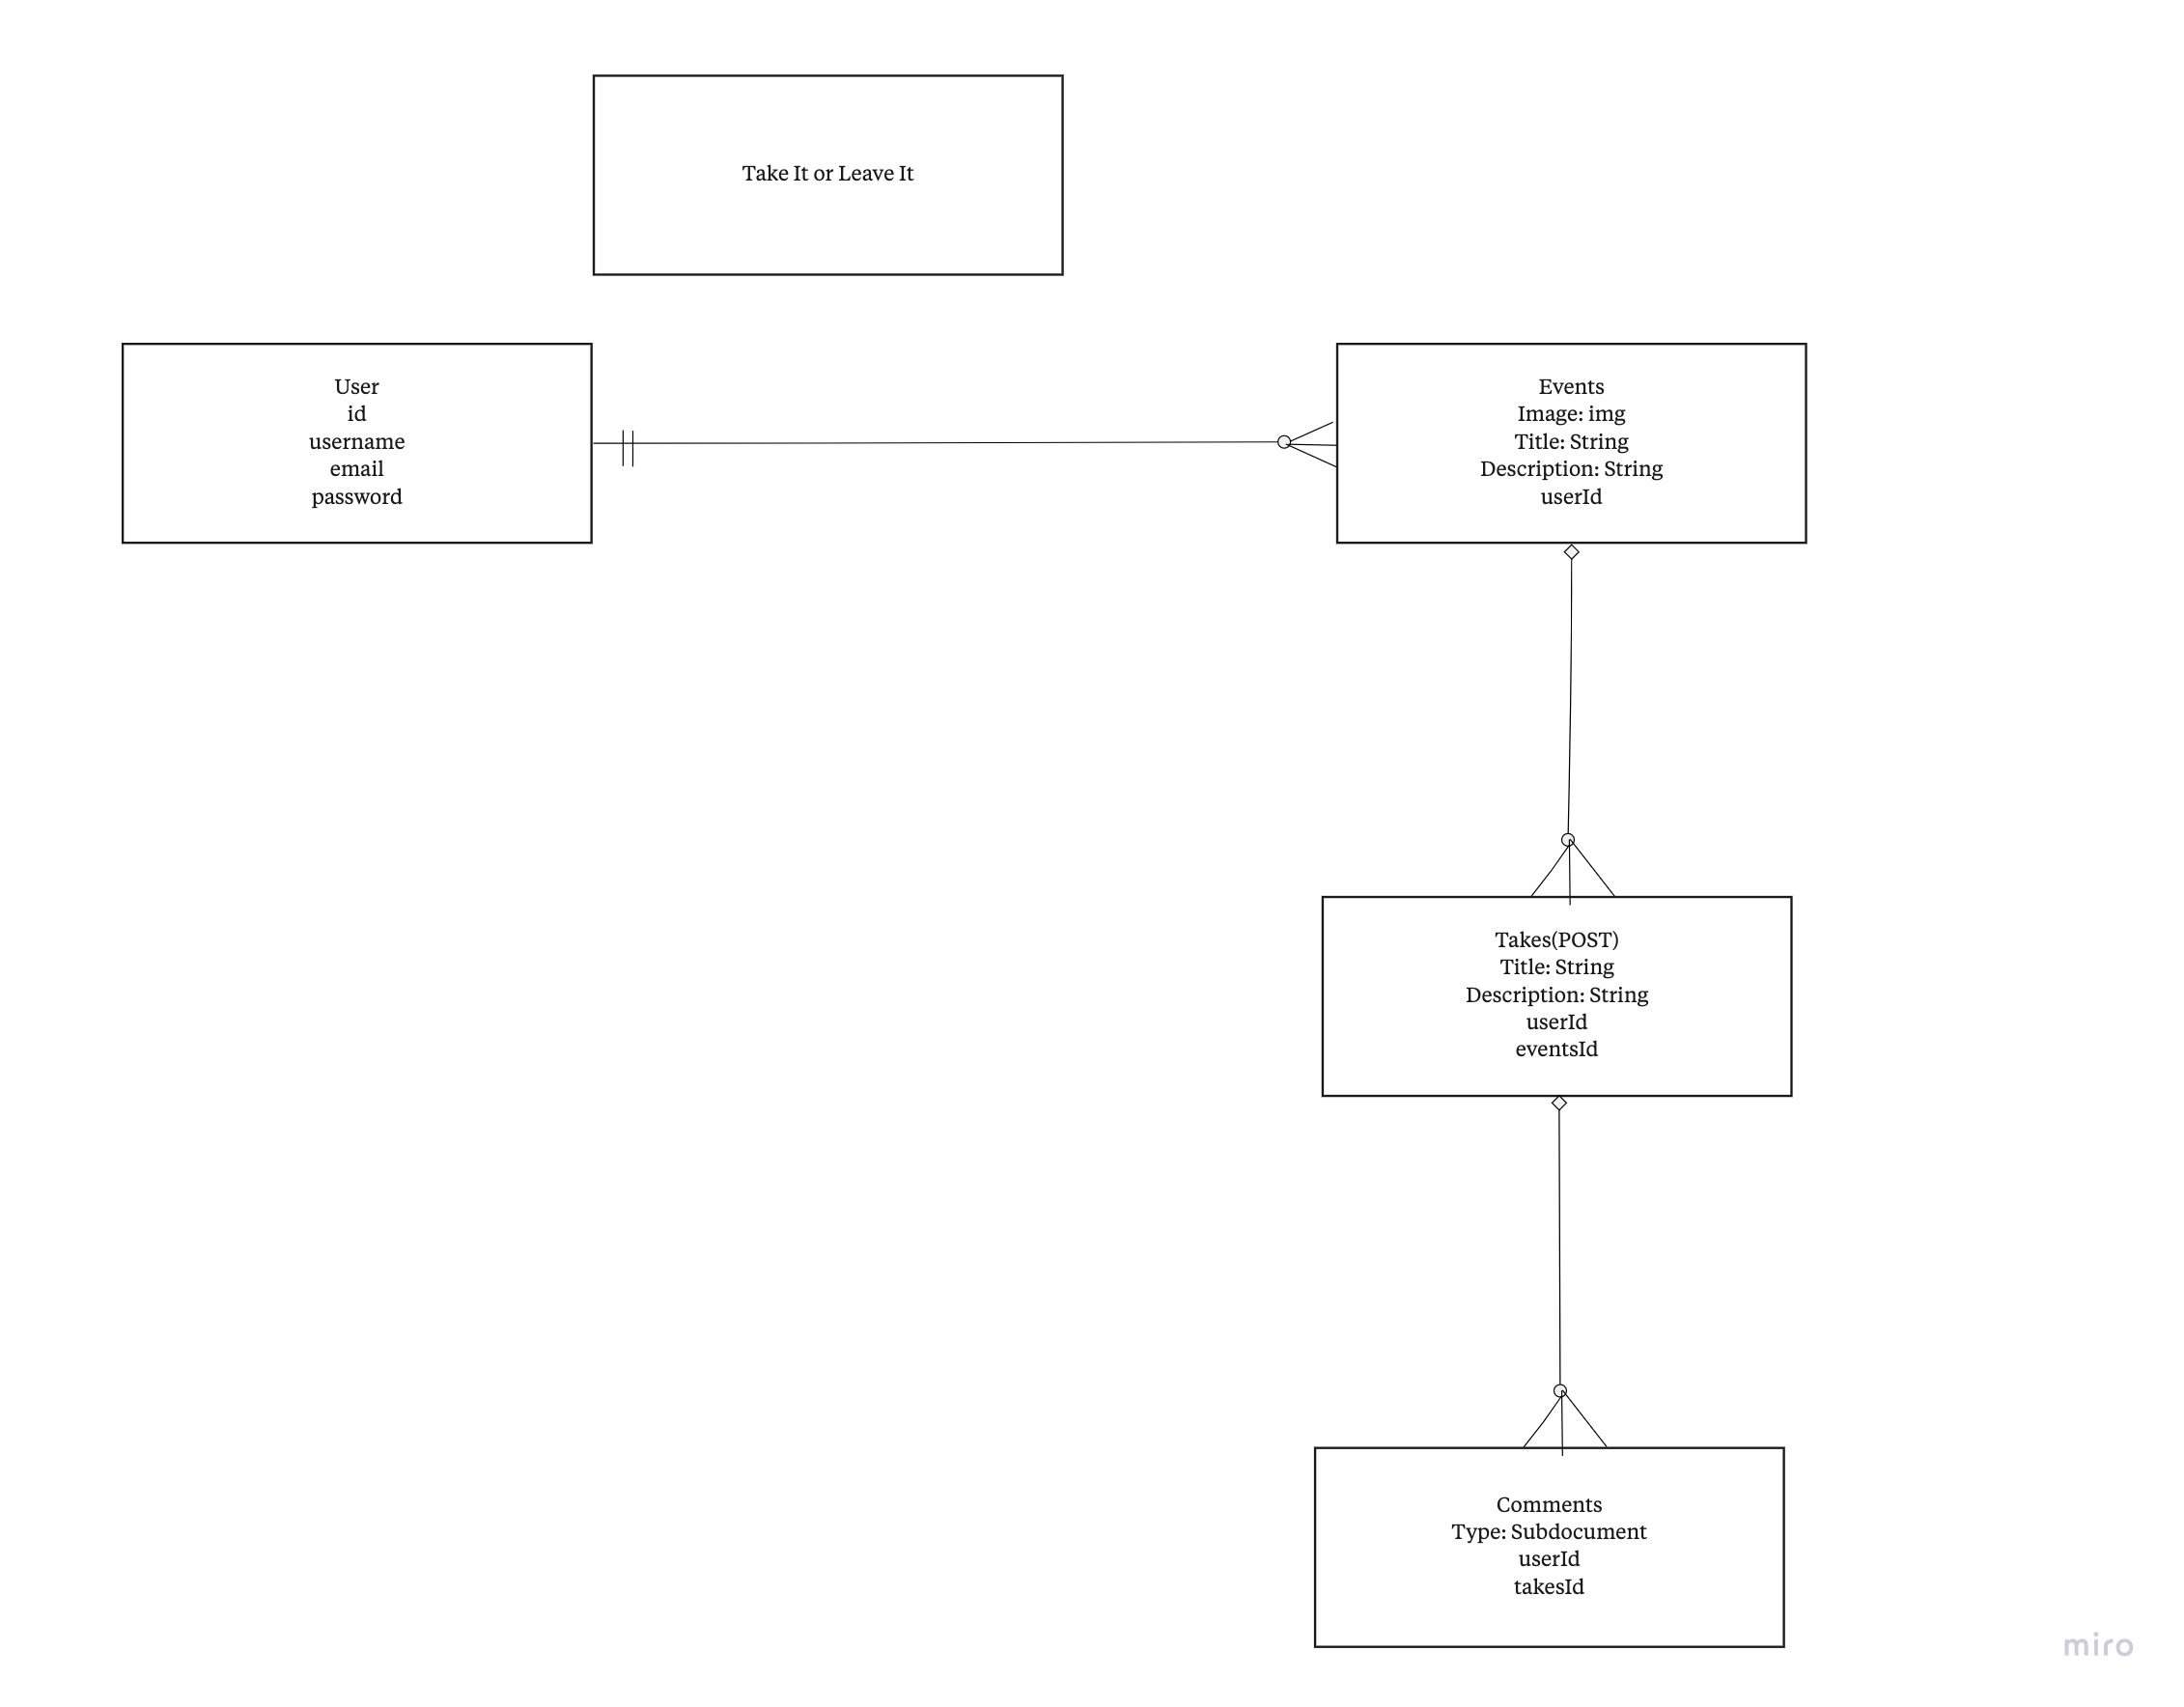 Take It or Leave It
User
id
username
email
password
Events
Image: img
Title: String
Description: String
userId
Takes(POST)
Title: String
Description: String
userId
eventsId
Comments
Type: Subdocument
userId
takesId
miro